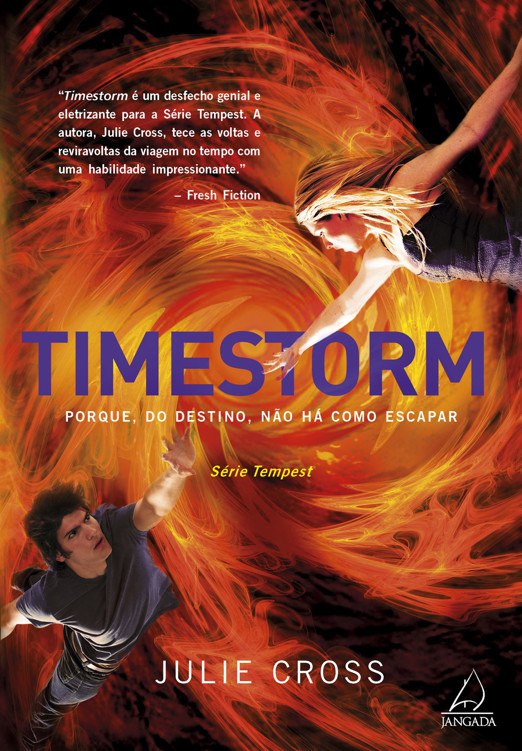 “Timestorm é um desfecho genial e
eletrizante para a Série Tempest. A
autora, Julie Cross, tece as voltas e
reviravoltas da viagem no tempo com
uma habilidade impressionante.”
– Fresh Fiction
TIMESTORM
PORQUE, DO DESTINO, NÃO HÁ COMO ESCAPAR
Série Tempest
JULIE CROSS
JANGADA